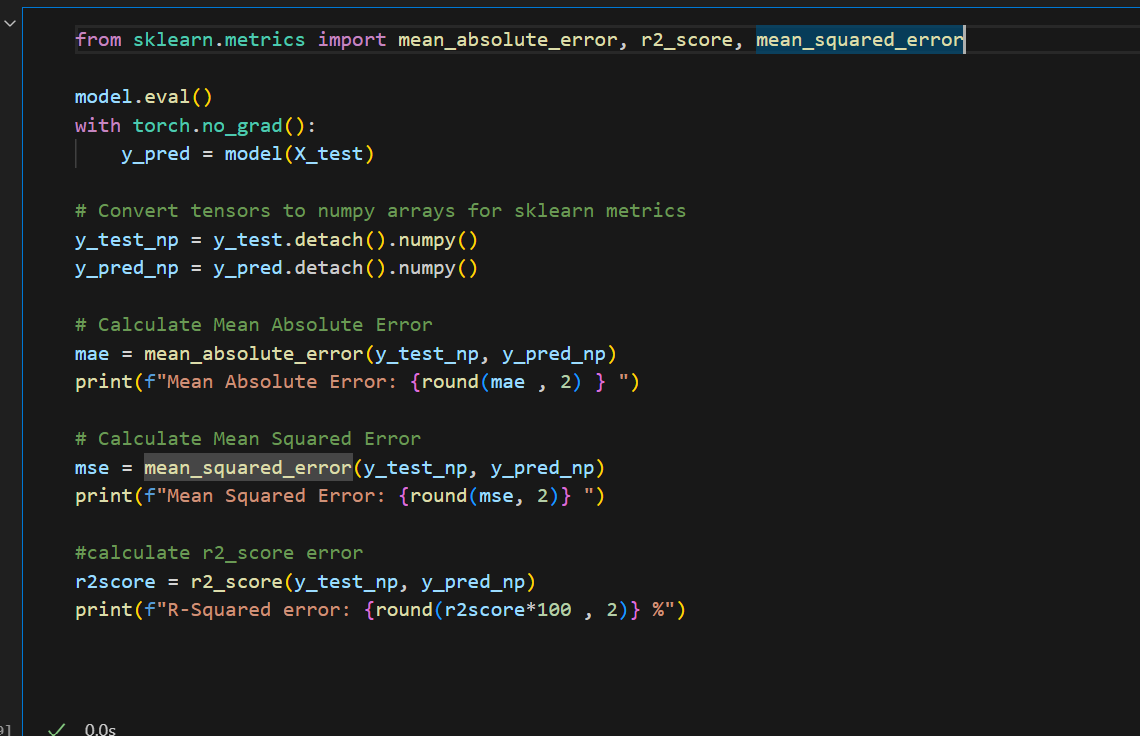 from sklearn.metrics import mean_absolute_error, r2_score, mean_squared_error
model.eval()
with torch.no_grad():
    y_pred = model(X_test)
# Convert tensors to numpy arrays for sklearn metrics
y_test_np = y_test.detach().numpy()
y_pred_np = y_pred.detach().numpy()
# Calculate Mean Absolute Error
mae = mean_absolute_error(y_test_np, y_pred_np)
print(f"Mean Absolute Error: {round(mae , 2) } ")
# Calculate Mean Squared Error
mse = mean_squared_error(y_test_np, y_pred_np)
print(f"Mean Squared Error: {round(mse, 2)} ")
#calculate r2_score error
r2score = r2_score(y_test_np, y_pred_np)
print(f"R-Squared error: {round(r2score*100 , 2)} %")
0.0s